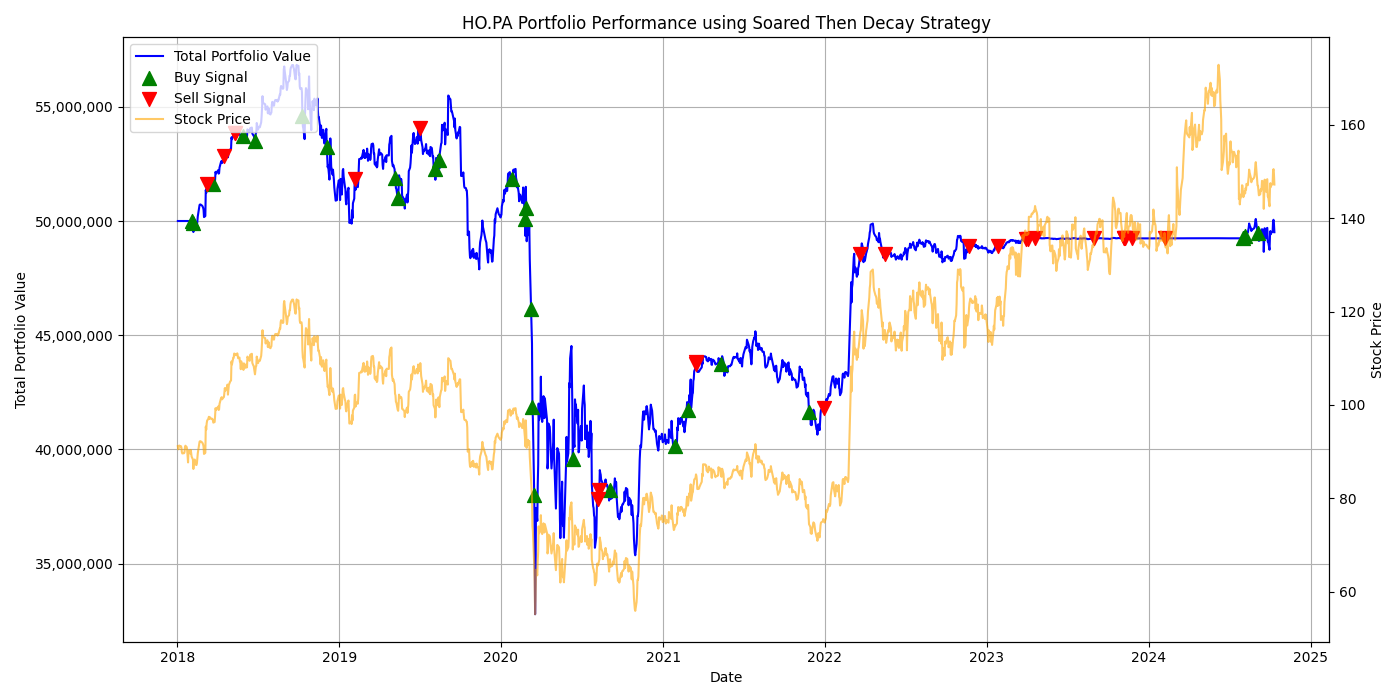 HO.PA Portfolio Performance using Soared Then Decay Strategy
Total Portfolio Value
Buy Signal
Sell Signal
Stock Price
55,000,000
50,000,000
45,000,000
40,000,000
35,000,000
Total Portfolio Value
160
140
120
100
80
60
Stock Price
2018
2019
2020
2021
2022
2023
2024
2025
Date